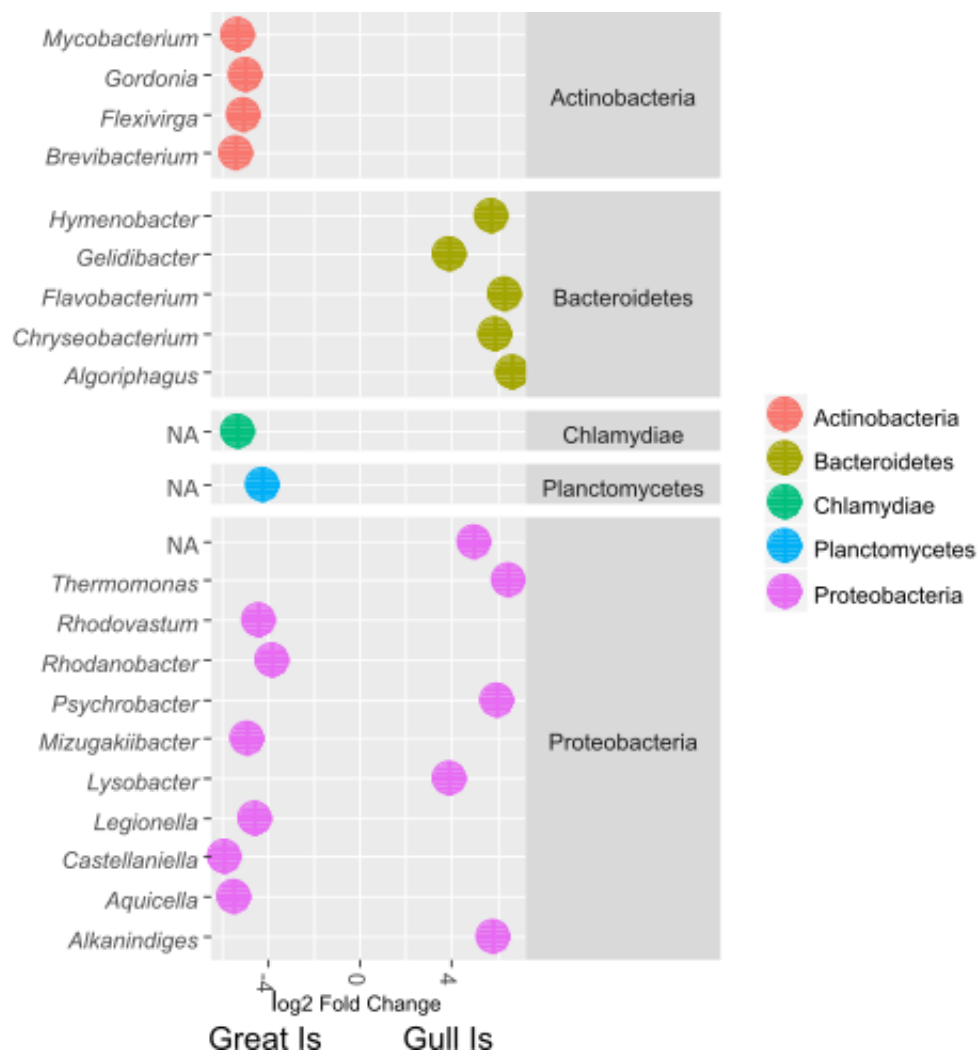 Mycobacterium
Gordonia
Flexivirga
Brevibacterium
Actinobacteria
Hymenobacter
Gelidibacter
Flavobacterium
Chryseobacterium
Algoriphagus
Bacteroidetes
NA
Chlamydiae
NA
Planctomycetes
NA
Thermomonas
Rhodovastum
Rhodanobacter
Psychrobacter
Mizugakiibacter
Lysobacter
Legionella
Castellaniella
Aquicella
Alkanindiges
Proteobacteria
-4 0 4
log2 Fold Change
Great Is Gull Is
Actinobacteria
Bacteroidetes
Chlamydiae
Planctomycetes
Proteobacteria